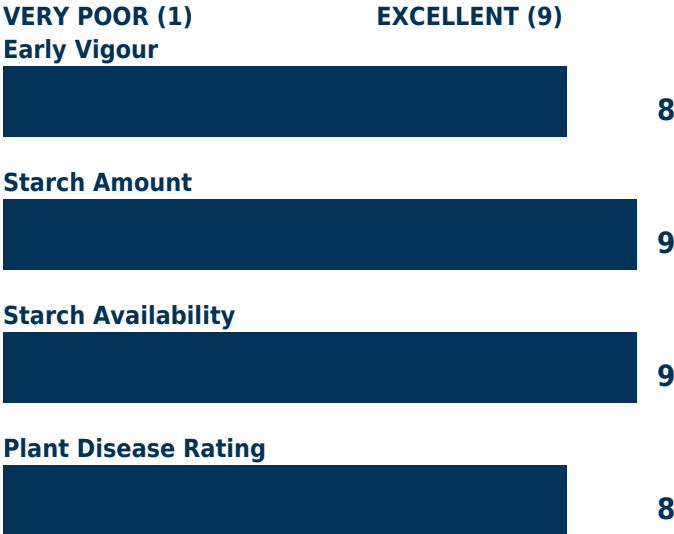 VERY POOR (1) EXCELLENT (9)
Early Vigour
8
Starch Amount
9
Starch Availability
9
Plant Disease Rating
8